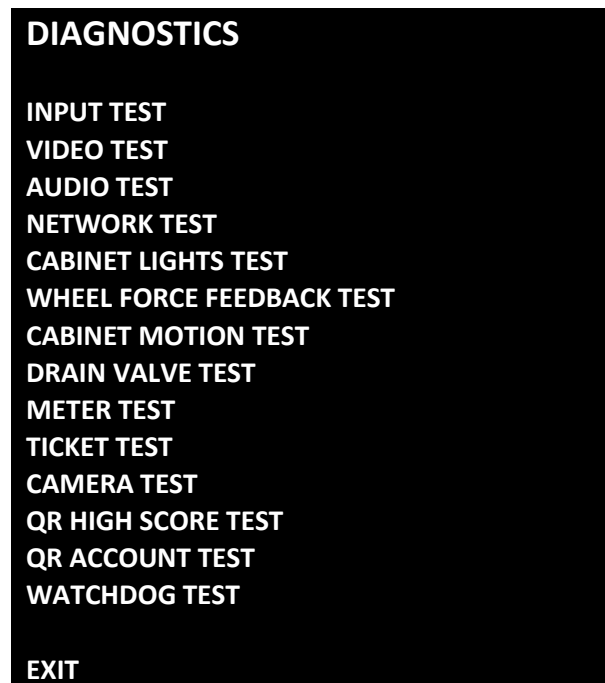 DIAGNOSTICS
INPUT TEST
VIDEO TEST
AUDIO TEST
NETWORK TEST
CABINET LIGHTS TEST
WHEEL FORCE FEEDBACK TEST
CABINET MOTION TEST
DRAIN VALVE TEST
METER TEST
TICKET TEST
CAMERA TEST
QR HIGH SCORE TEST
QR ACCOUNT TEST
WATCHDOG TEST
EXIT